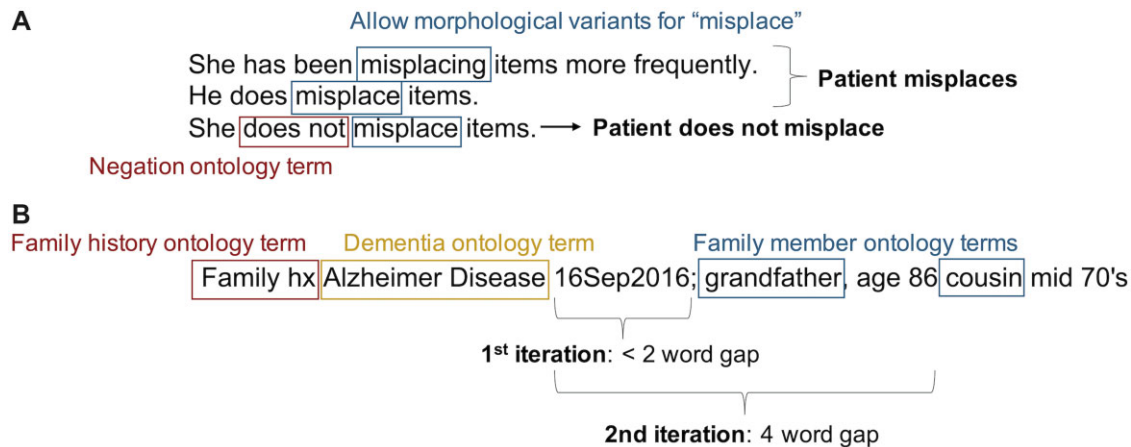 A
Allow morphological variants for “misplace”
She has been misplacing items more frequently.
He does misplace items.
Patient misplaces
She does not misplace items. → Patient does not misplace
Negation ontology term
B
Family history ontology term Dementia ontology term Family member ontology terms
Family hx Alzheimer Disease 16Sep2016; grandfather, age 86 cousin mid 70's
1st iteration: < 2 word gap
2nd iteration: 4 word gap